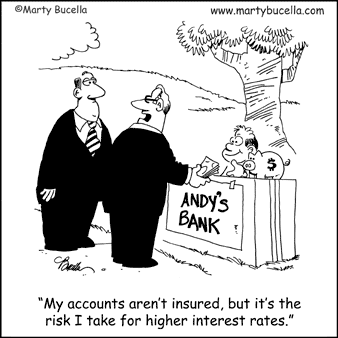 ©Marty Bucella www.martybucella.com
$
ANDY'S
BANK
Bucella
“My accounts aren’t insured, but it’s the
risk I take for higher interest rates.”